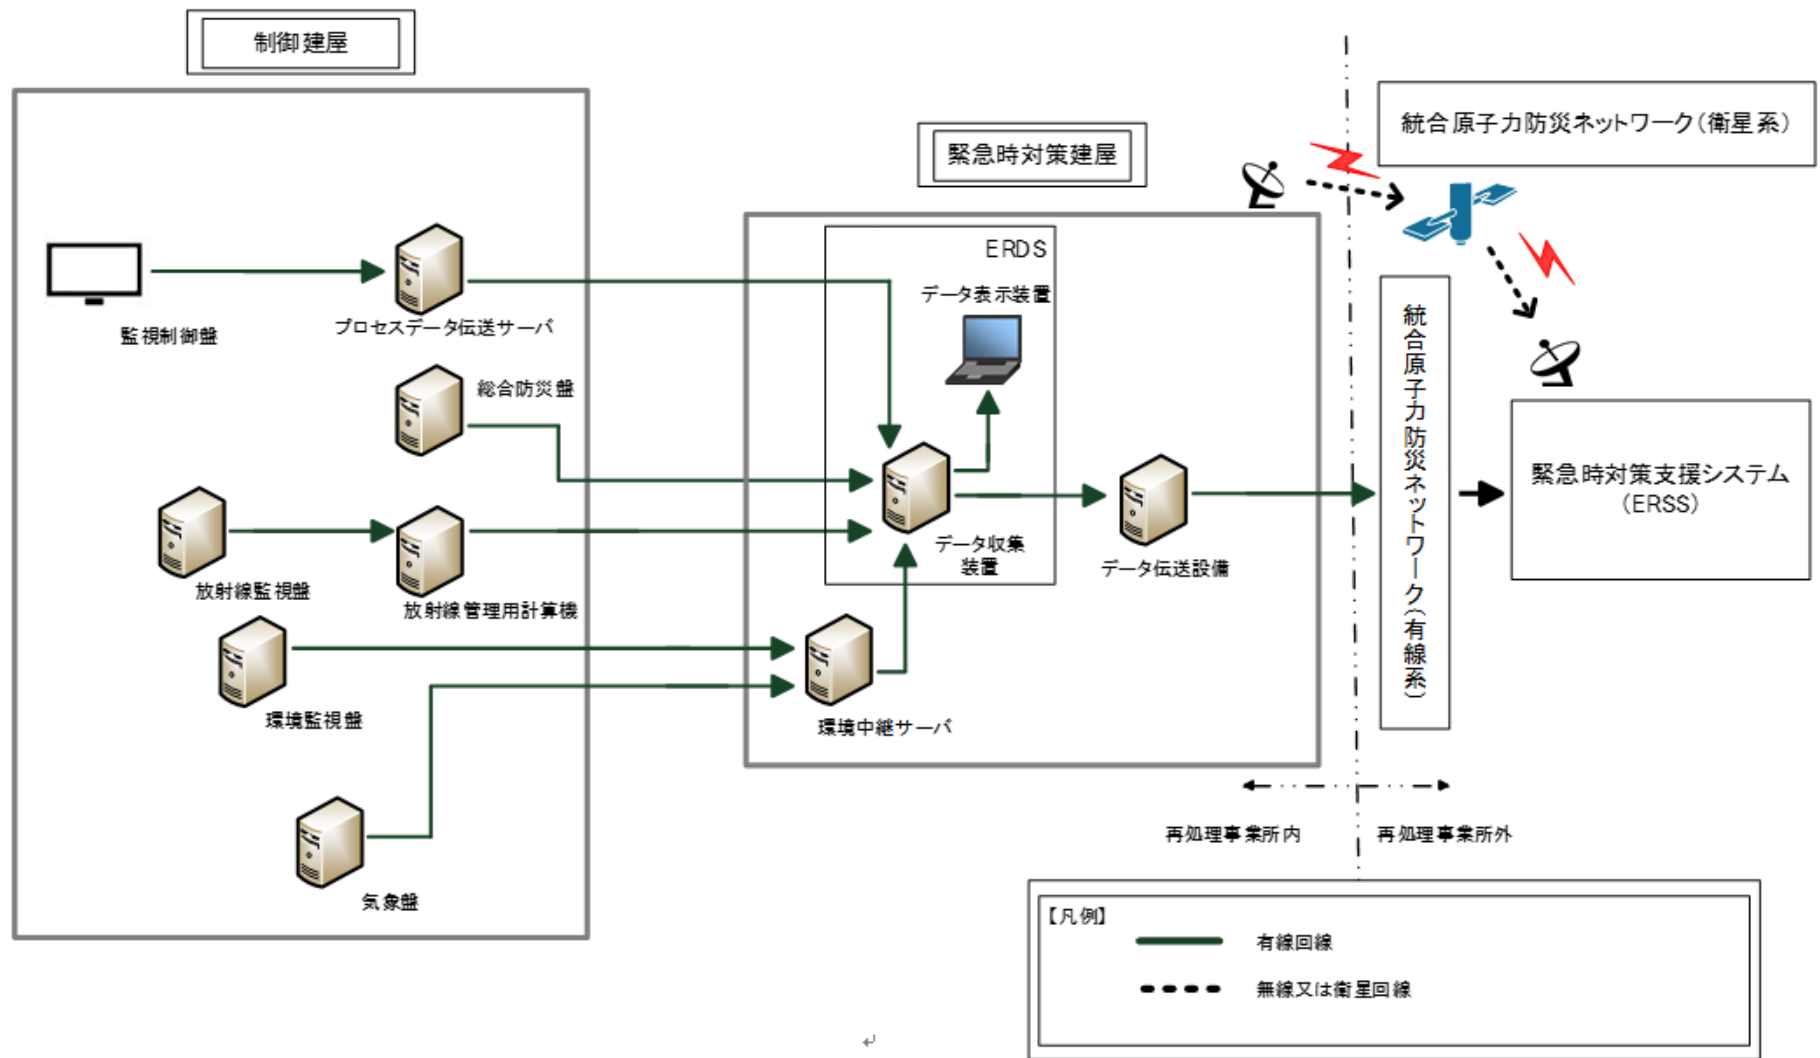 制御建屋
統合原子力防災ネットワーク(衛星系)
緊急時対策建屋
ERDS
データ表示装置
監視制御盤
プロセスデータ伝送サーバ
総合防災盤
統合原子力防災ネットワーク(有線系)
緊急時対策支援システム
(ERSS)
データ収集
装置
データ伝送設備
放射線監視盤
放射線管理用計算機
環境監視盤
環境中継サーバ
再処理事業所内
再処理事業所外
気象盤
【凡例】
有線回線
無線又は衛星回線
↵